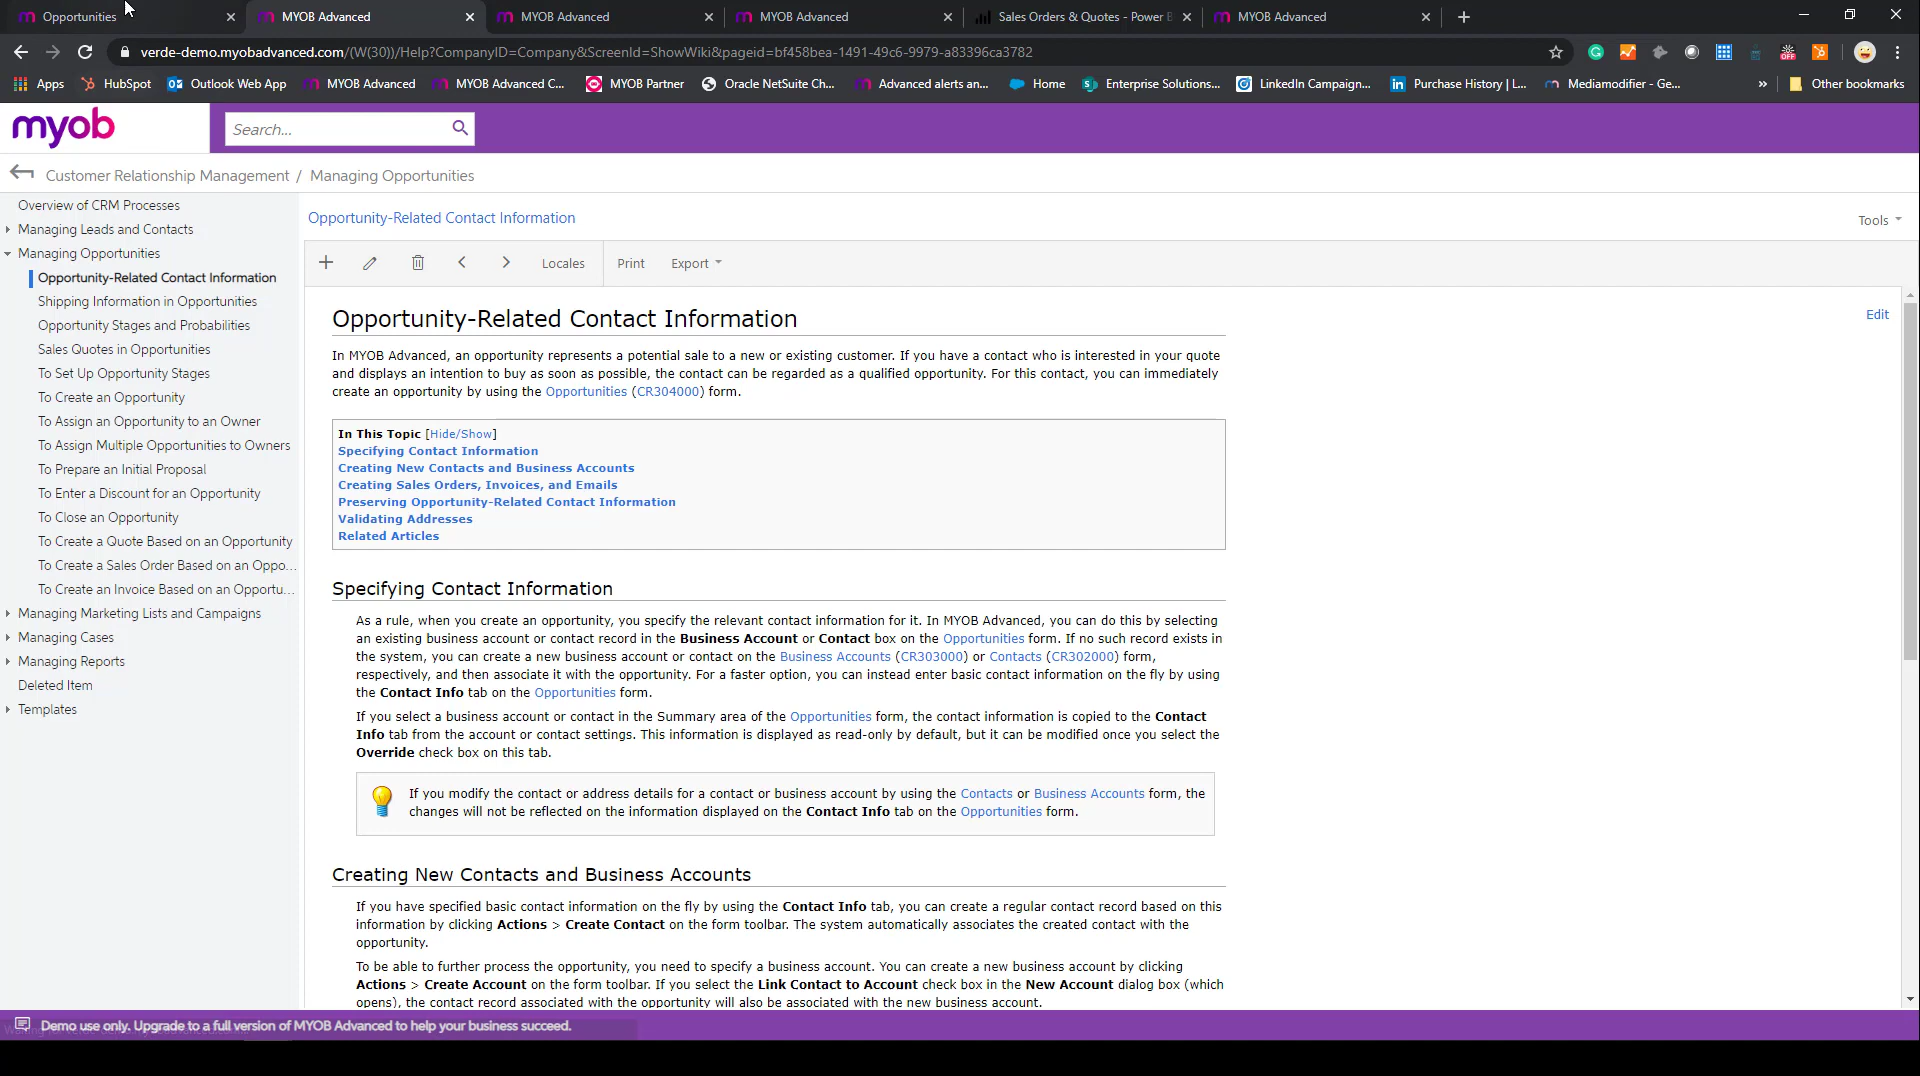 Opportunities
MYOB Advanced
MYOB Advanced
MYOB Advanced
Sales Orders & Quotes - Power B
MYOB Advanced
verde-demo.myobadvanced.com/(W(30))/Help?CompanyID=Company&ScreenId=ShowWiki&pageid=bf458bea-1491-49c6-9979-a83396ca3782
Apps
HubSpot
Outlook Web App
MYOB Advanced
MYOB Advanced C...
MYOB Partner
Oracle NetSuite Ch...
Advanced alerts an...
Home
Enterprise Solutions...
LinkedIn Campaign...
Purchase History | L...
Mediamodifier - Ge...
»
Other bookmarks
myob
Search...
Customer Relationship Management / Managing Opportunities
Overview of CRM Processes
Managing Leads and Contacts
Managing Opportunities
Opportunity-Related Contact Information
Shipping Information in Opportunities
Opportunity Stages and Probabilities
Sales Quotes in Opportunities
To Set Up Opportunity Stages
To Create an Opportunity
To Assign an Opportunity to an Owner
To Assign Multiple Opportunities to Owners
To Prepare an Initial Proposal
To Enter a Discount for an Opportunity
To Close an Opportunity
To Create a Quote Based on an Opportunity
To Create a Sales Order Based on an Oppo...
To Create an Invoice Based on an Opportu...
Managing Marketing Lists and Campaigns
Managing Cases
Managing Reports
Deleted Item
Templates
Opportunity-Related Contact Information
Tools
Locales
Print
Export
Edit
Opportunity-Related Contact Information
In MYOB Advanced, an opportunity represents a potential sale to a new or existing customer. If you have a contact who is interested in your quote
and displays an intention to buy as soon as possible, the contact can be regarded as a qualified opportunity. For this contact, you can immediately
create an opportunity by using the Opportunities (CR304000) form.
In This Topic [Hide/Show]
Specifying Contact Information
Creating New Contacts and Business Accounts
Creating Sales Orders, Invoices, and Emails
Preserving Opportunity-Related Contact Information
Validating Addresses
Related Articles
Specifying Contact Information
As a rule, when you create an opportunity, you specify the relevant contact information for it. In MYOB Advanced, you can do this by selecting
an existing business account or contact record in the Business Account or Contact box on the Opportunities form. If no such record exists in
the system, you can create a new business account or contact on the Business Accounts (CR303000) or Contacts (CR302000) form,
respectively, and then associate it with the opportunity. For a faster option, you can instead enter basic contact information on the fly by using
the Contact Info tab on the Opportunities form.
If you select a business account or contact in the Summary area of the Opportunities form, the contact information is copied to the Contact
Info tab from the account or contact settings. This information is displayed as read-only by default, but it can be modified once you select the
Override check box on this tab.
If you modify the contact or address details for a contact or business account by using the Contacts or Business Accounts form, the
changes will not be reflected on the information displayed on the Contact Info tab on the Opportunities form.
Creating New Contacts and Business Accounts
If you have specified basic contact information on the fly by using the Contact Info tab, you can create a regular contact record based on this
information by clicking Actions > Create Contact on the form toolbar. The system automatically associates the created contact with the
opportunity.
To be able to further process the opportunity, you need to specify a business account. You can create a new business account by clicking
Actions > Create Account on the form toolbar. If you select the Link Contact to Account check box in the New Account dialog box (which
opens), the contact record associated with the opportunity will also be associated with the new business account.
Demo use only. Upgrade to a full version of MYOB Advanced to help your business succeed.